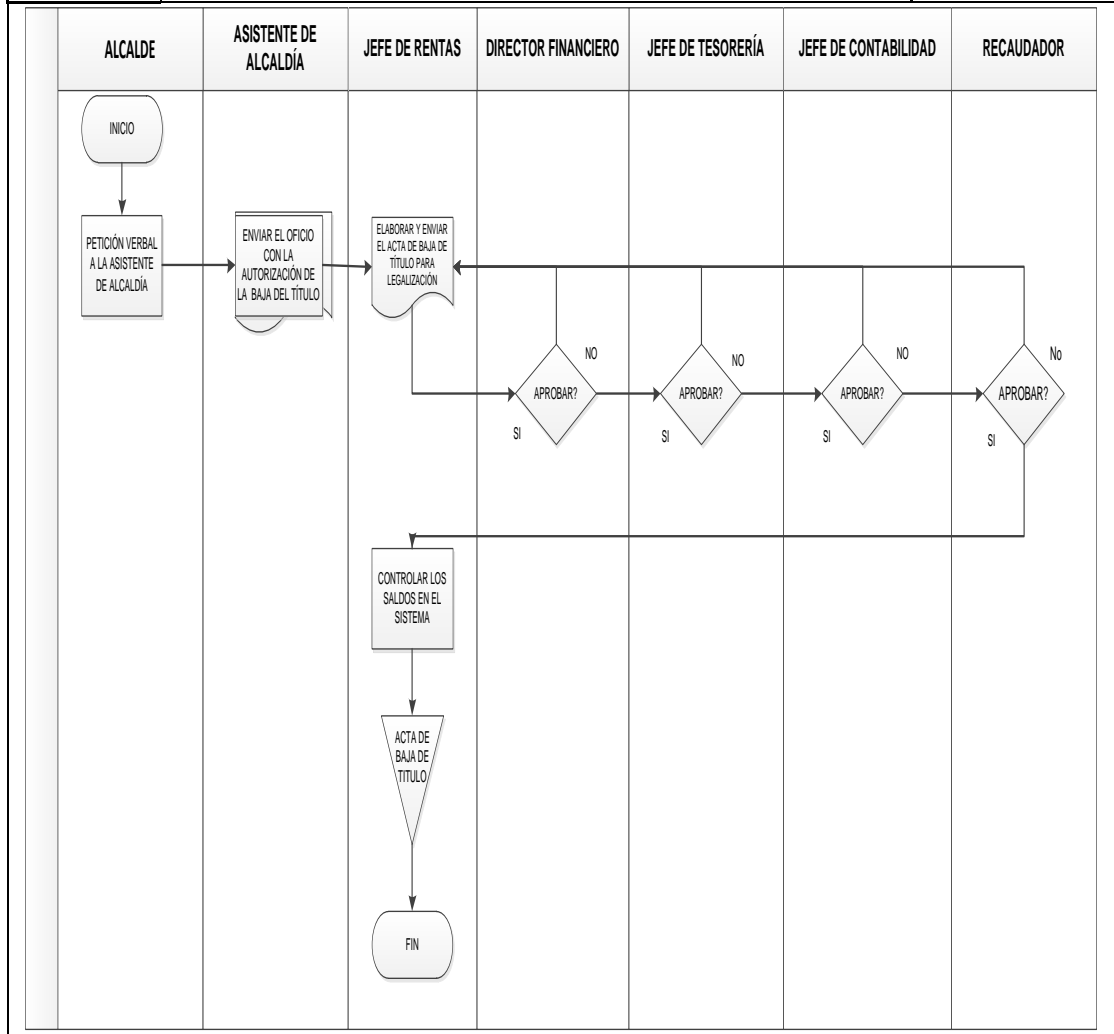 ALCALDE
ASISTENTE DE
ALCALDÍA
JEFE DE RENTAS
DIRECTOR FINANCIERO
JEFE DE TESORERÍA
JEFE DE CONTABILIDAD
RECAUDADOR
INICIO
PETICIÓN VERBAL
A LA ASISTENTE
DE ALCALDÍA
ENVIAR EL OFICIO
CON LA
AUTORIZACIÓN DE
LA BAJA DEL TÍTULO
ELABORAR Y ENVIAR
EL ACTA DE BAJA DE
TÍTULO PARA
LEGALIZACIÓN
NO
APROBAR?
SI
NO
APROBAR?
SI
NO
APROBAR?
SI
No
APROBAR?
SI
CONTROLAR LOS
SALDOS EN EL
SISTEMA
ACTA DE
BAJA DE
TITULO
FIN